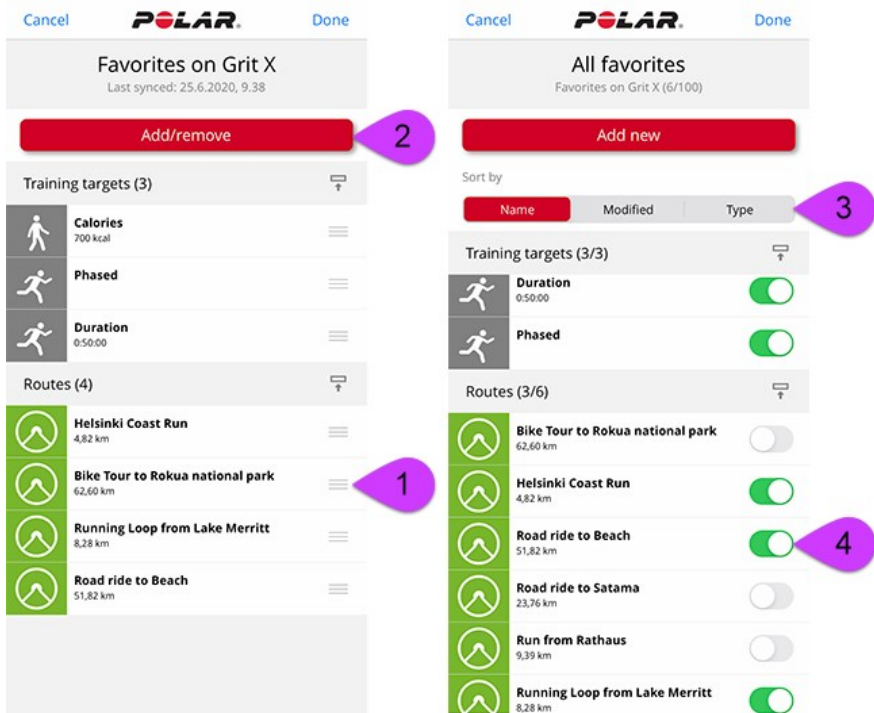 Cancel
POLAR.
Done
Favorites on Grit X
Last synced: 25.6.2020, 9.38
Add/remove
2
Training targets (3)
Calories
700 kcal
Phased
Duration
0:50:00
Routes (4)
Helsinki Coast Run
4,82 km
Bike Tour to Rokua national park
62,60 km
1
Running Loop from Lake Merritt
8,28 km
Road ride to Beach
51,82 km
Cancel
POLAR.
Done
All favorites
Favorites on Grit X (6/100)
Add new
Sort by
Name Modified Type
3
Training targets (3/3)
Duration
0:50:00
Phased
Routes (3/6)
Bike Tour to Rokua national park
62,60 km
Helsinki Coast Run
4,82 km
Road ride to Beach
51,82 km
4
Road ride to Satama
23,76 km
Run from Rathaus
9,39 km
Running Loop from Lake Merritt
8,28 km